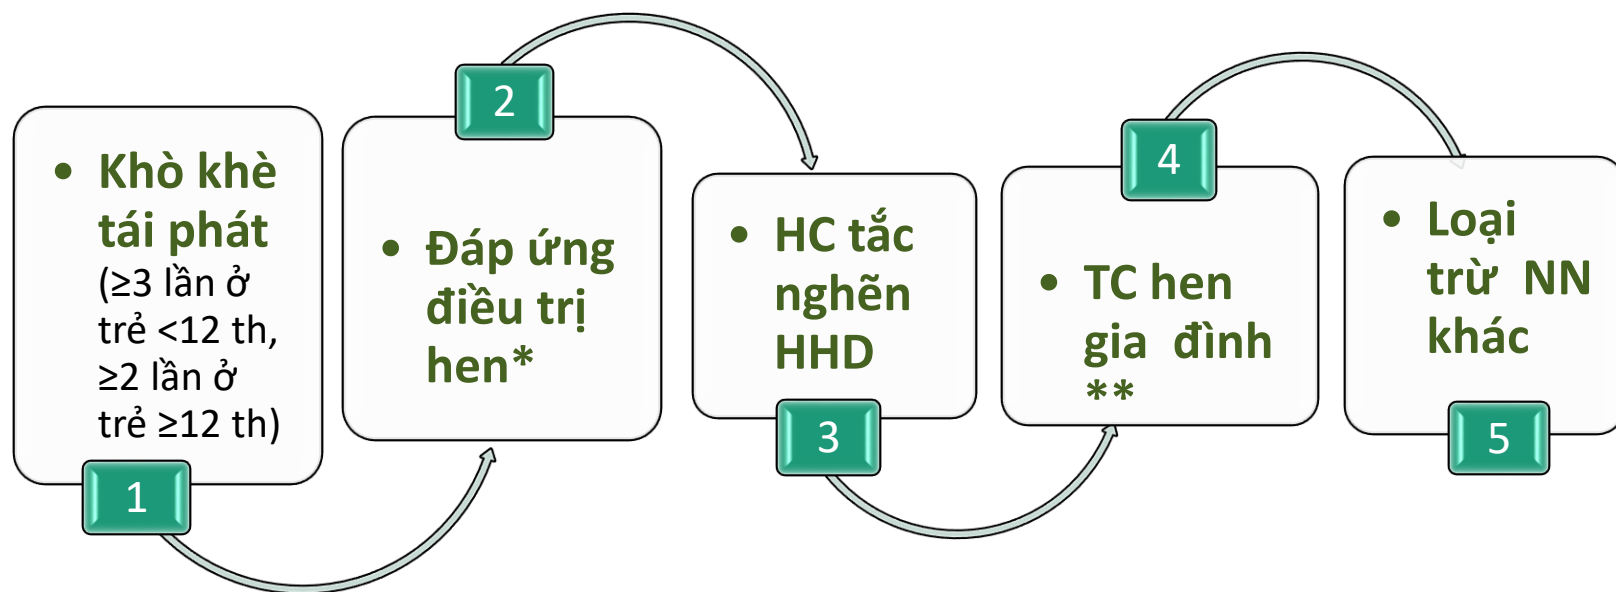 • Khò khè
tái phát
(≥3 lần ở
trẻ <12 th,
≥2 lần ở
trẻ ≥12 th)
1
2
• Đáp ứng
điều trị
hen*
• HC tắc
nghẽn
HHD
3
4
• TC hen
gia đình
**
• Loại
trừ NN
khác
5